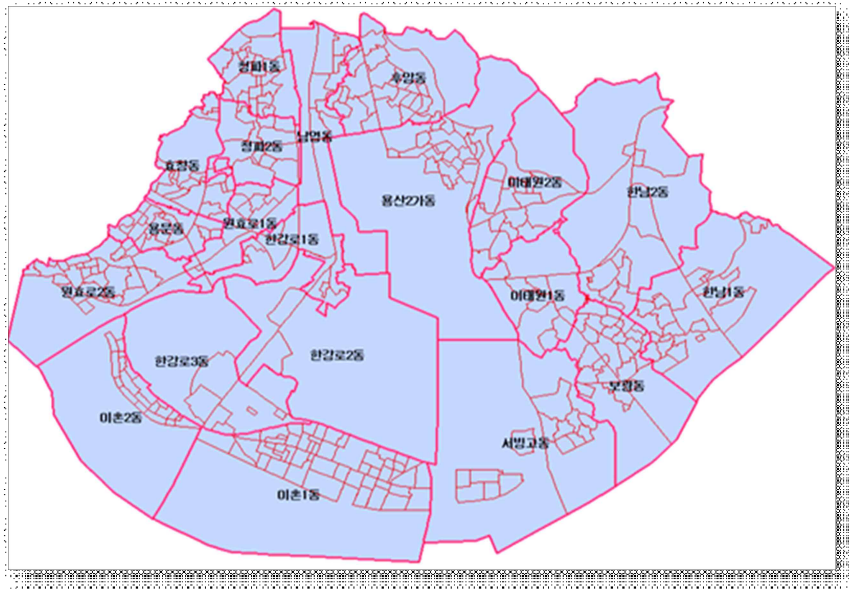 청파1동
후암동
남영동
청파2동
효창동
이태원2동
한남2동
용산2가동
원효로1동
용문동
한강로1동
원효로2동
이태원1동
한남1동
한강로2동
한강로3동
보광동
이촌2동
서빙고동
이촌1동